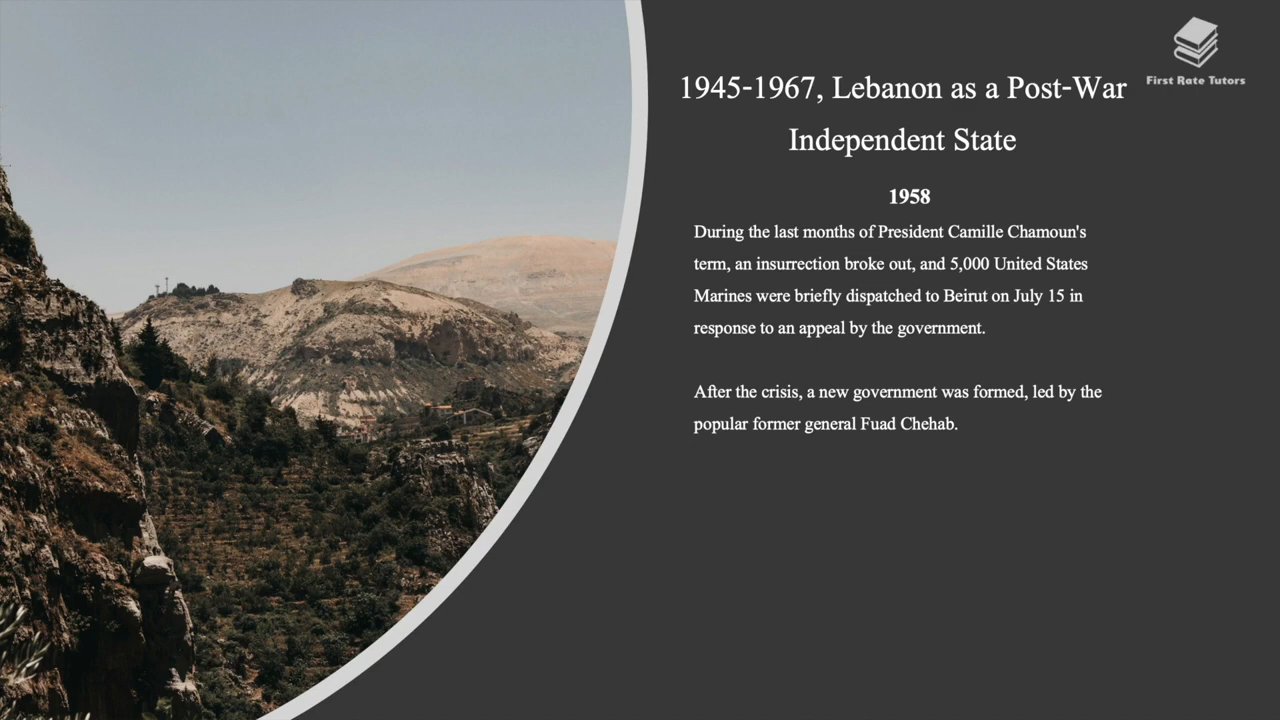 First Rate Tutors
1945-1967, Lebanon as a Post-War
Independent State
1958
During the last months of President Camille Chamoun's
term, an insurrection broke out, and 5,000 United States
Marines were briefly dispatched to Beirut on July 15 in
response to an appeal by the government.
After the crisis, a new government was formed, led by the
popular former general Fuad Chehab.